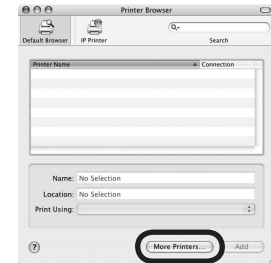 Printer Browser
Default Browser IP Printer Search
Printer Name Connection
Name: No Selection
Location: No Selection
Print Using:
? More Printers... Add